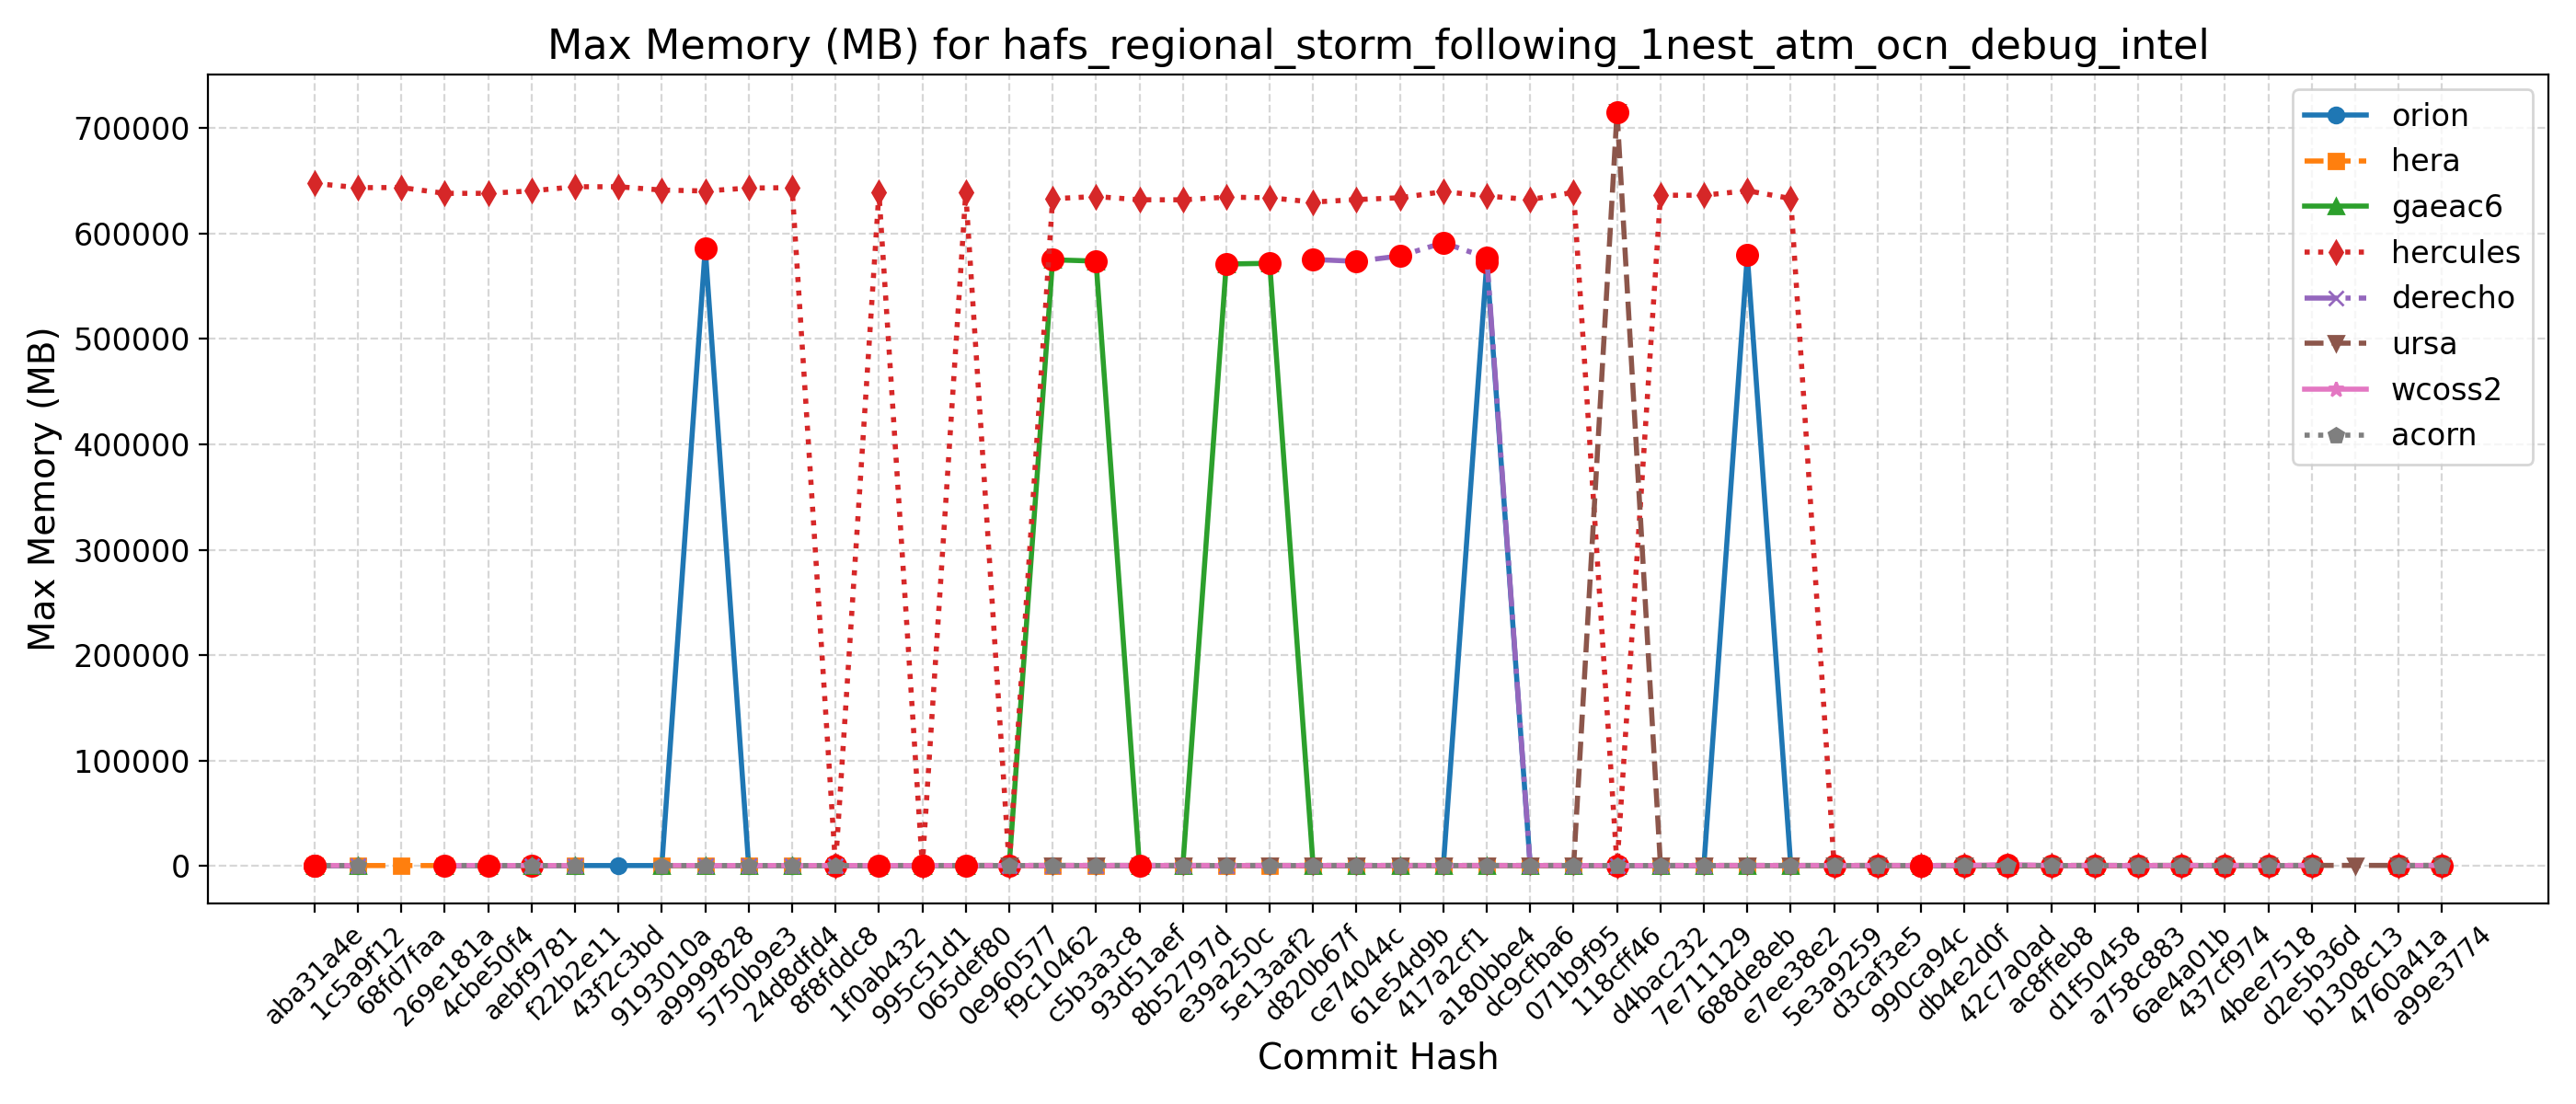 Max Memory (MB) for hafs_regional_storm_following_1nest_atm_ocn_debug_intel
Max Memory (MB)
700000
600000
500000
400000
300000
200000
100000
0
orion
hera
gaeac6
hercules
derecho
ursa
wcoss2
acorn
aba31a4e
1c5a9f12
68fd7faa
269e181a
4cbe50f4
aebf9781
f22b2e11
43f2c3bd
9193010a
a9999828
5750b9e3
24d8dfd4
8f8fddc8
1f0ab432
995c51d1
065def80
0e960577
f9c10462
c5b3a3c8
93d51aef
8b52797d
e39a250c
5e13aaf2
d820b67f
ce74044c
61e54d9b
417a2cf1
a180bbe4
dc9cfba6
071b9f95
118cff46
d4bac232
7e711129
688de8eb
e7ee38e2
5e3a9259
d3caf3e5
990ca94c
db4e2d0f
42c7a0ad
ac8ffeb8
d1f50458
a758c883
6ae4a01b
437cf974
4bee7518
d2e5b36d
b1308c13
4760a41a
a99e3774
Commit Hash